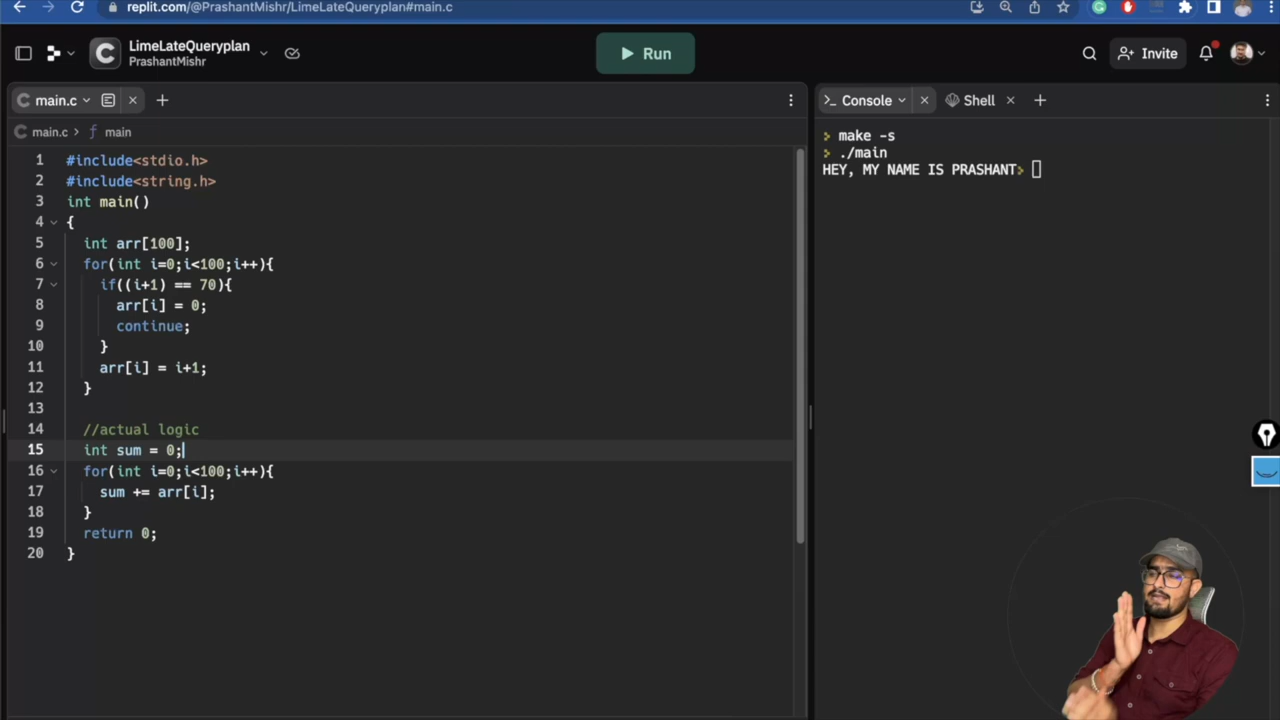 replit.com/@PrashantMishr/LimeLateQueryplan#main.c
LimeLateQueryplan
PrashantMishr
Run
Invite
main.c
Console
Shell
main.c > f main
1 #include<stdio.h>
2 #include<string.h>
3 int main()
4 {
5 int arr[100];
6 for(int i=0;i<100;i++){
7 if((i+1) == 70){
8 arr[i] = 0;
9 continue;
10 }
11 arr[i] = i+1;
12 }
13
14 //actual logic
15 int sum = 0;
16 for(int i=0;i<100;i++){
17 sum += arr[i];
18 }
19 return 0;
20 }
> make -s
> ./main
HEY, MY NAME IS PRASHANT>